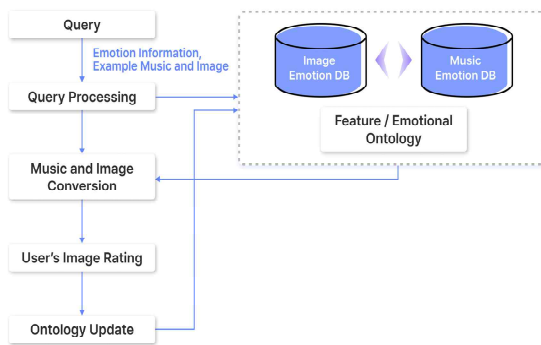 Query
Emotion Information,
Example Music and Image
Query Processing
Music and Image
Conversion
User's Image Rating
Ontology Update
Image
Emotion DB
Music
Emotion DB
Feature / Emotional
Ontology